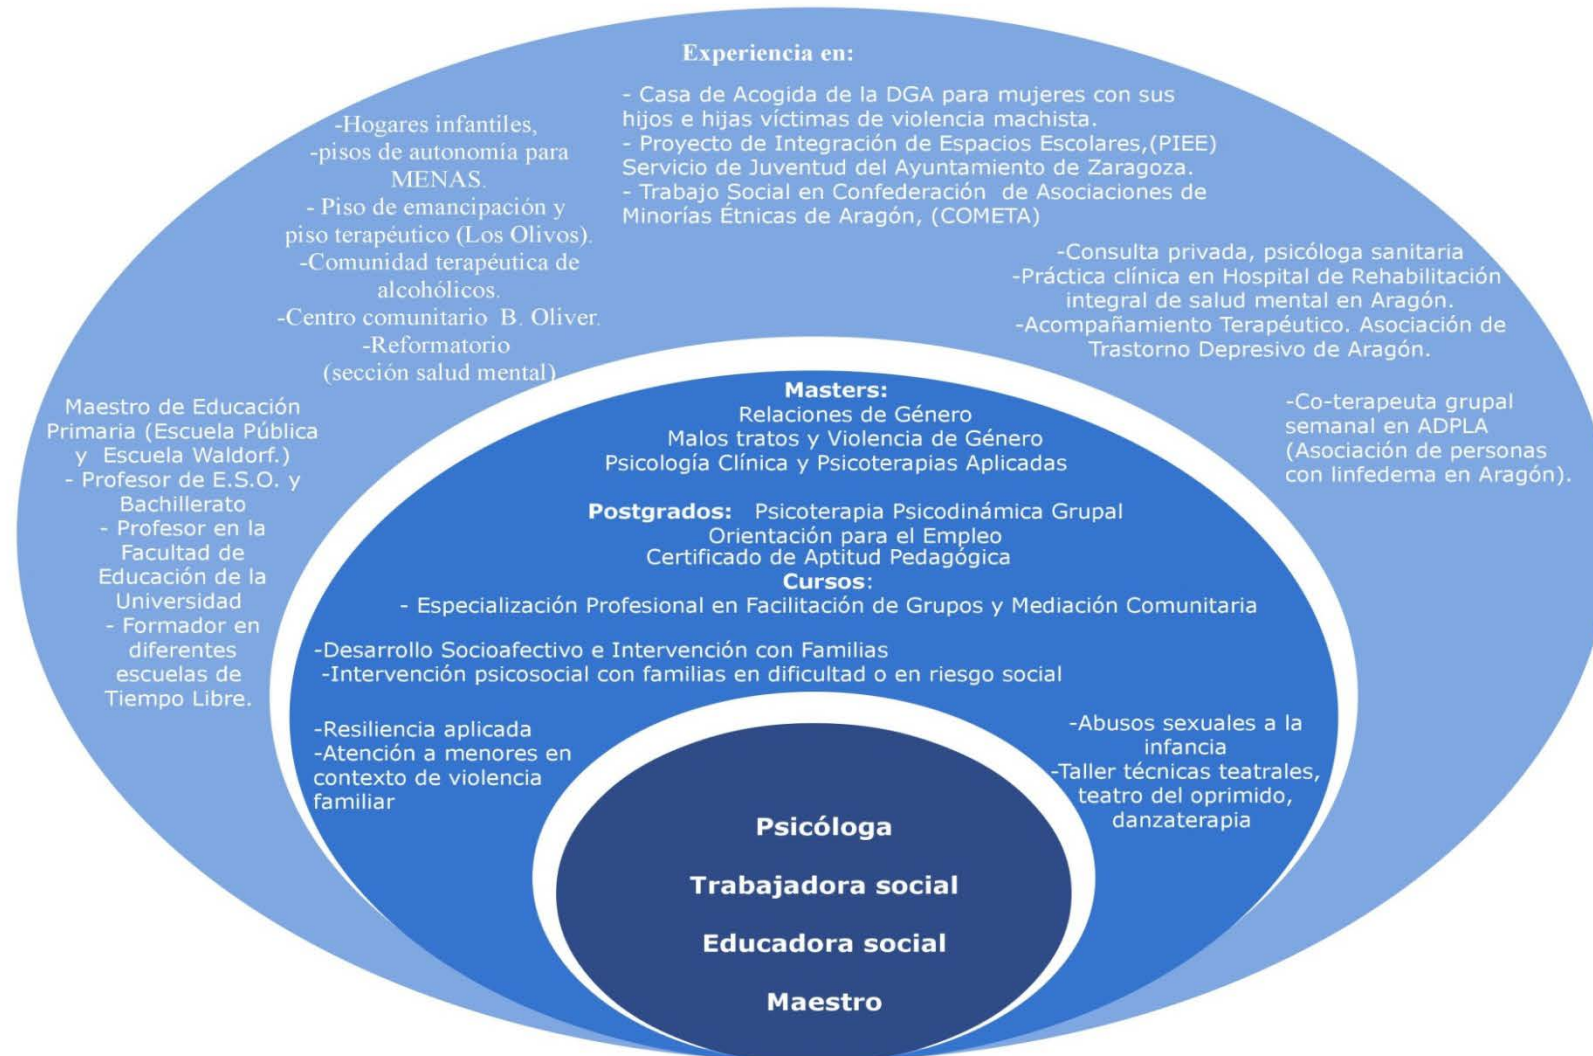 Experiencia en:
- Casa de Acogida de la DGA para mujeres con sus
hijos e hijas víctimas de violencia machista.
- Proyecto de Integración de Espacios Escolares,(PIEE)
Servicio de Juventud del Ayuntamiento de Zaragoza.
- Trabajo Social en Confederación de Asociaciones de
Minorías Étnicas de Aragón, (COMETA)
-Hogares infantiles,
-pisos de autonomía para
MENAS.
- Piso de emancipación y
piso terapéutico (Los Olivos).
-Comunidad terapéutica de
alcohólicos.
-Centro comunitario B. Oliver.
-Reformatorio
(sección salud mental)
-Consulta privada, psicóloga sanitaria
-Práctica clínica en Hospital de Rehabilitación
integral de salud mental en Aragón.
-Acompañamiento Terapéutico. Asociación de
Trastorno Depresivo de Aragón.
Maestro de Educación
Primaria (Escuela Pública
y Escuela Waldorf.)
- Profesor de E.S.O. y
Bachillerato
- Profesor en la
Facultad de
Educación de la
Universidad
- Formador en
diferentes
escuelas de
Tiempo Libre.
-Co-terapeuta grupal
semanal en ADPLA
(Asociación de personas
con linfedema en Aragón).
Masters:
Relaciones de Género
Malos tratos y Violencia de Género
Psicología Clínica y Psicoterapias Aplicadas
Postgrados: Psicoterapia Psicodinámica Grupal
Orientación para el Empleo
Certificado de Aptitud Pedagógica
Cursos:
- Especialización Profesional en Facilitación de Grupos y Mediación Comunitaria
-Desarrollo Socioafectivo e Intervención con Familias
-Intervención psicosocial con familias en dificultad o en riesgo social
-Resiliencia aplicada
-Atención a menores en
contexto de violencia
familiar
-Abusos sexuales a la
infancia
-Taller técnicas teatrales,
teatro del oprimido,
danzaterapia
Psicóloga
Trabajadora social
Educadora social
Maestro